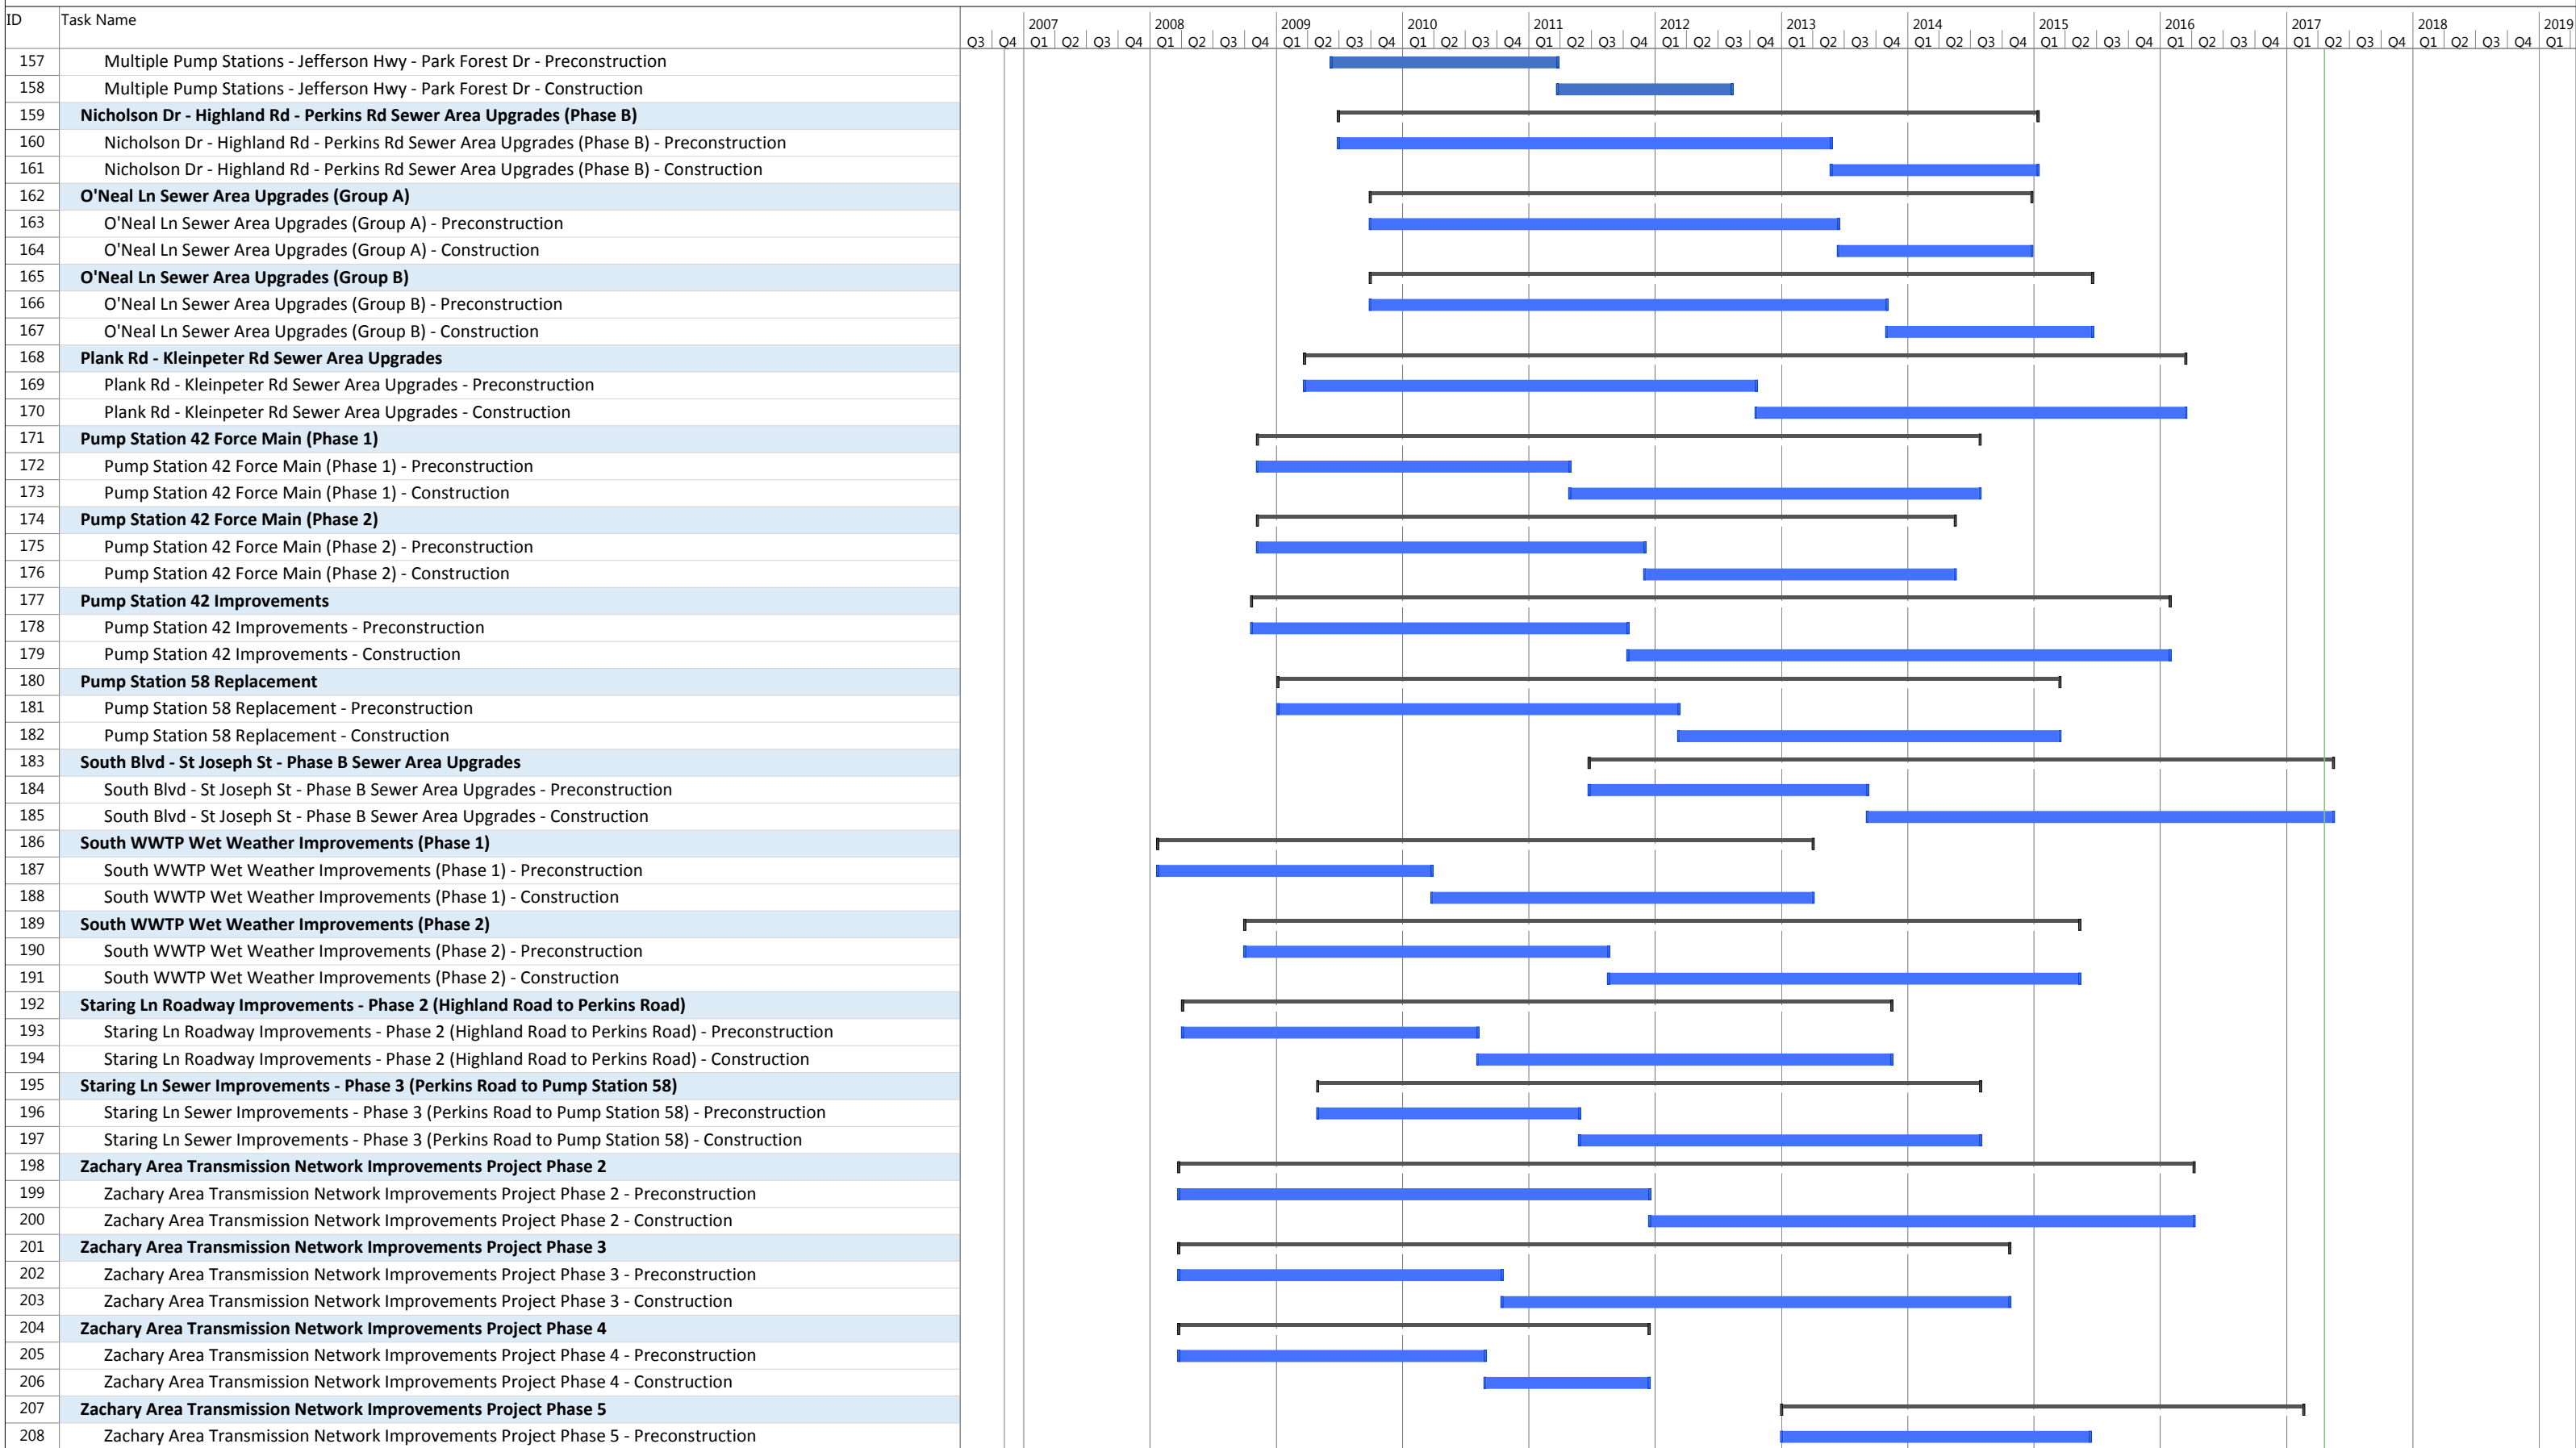 ID Task Name 2007 2008 2009 2010 2011 2012 2013 2014 2015 2016 2017 2018 2019
Q3 Q4 Q1 Q2 Q3 Q4 Q1 Q2 Q3 Q4 Q1 Q2 Q3 Q4 Q1 Q2 Q3 Q4 Q1 Q2 Q3 Q4 Q1 Q2 Q3 Q4 Q1 Q2 Q3 Q4 Q1 Q2 Q3 Q4 Q1 Q2 Q3 Q4 Q1 Q2 Q3 Q4 Q1 Q2 Q3 Q4 Q1 Q2 Q3 Q4 Q1
157 Multiple Pump Stations - Jefferson Hwy - Park Forest Dr - Preconstruction
158 Multiple Pump Stations - Jefferson Hwy - Park Forest Dr - Construction
159 Nicholson Dr - Highland Rd - Perkins Rd Sewer Area Upgrades (Phase B)
160 Nicholson Dr - Highland Rd - Perkins Rd Sewer Area Upgrades (Phase B) - Preconstruction
161 Nicholson Dr - Highland Rd - Perkins Rd Sewer Area Upgrades (Phase B) - Construction
162 O'Neal Ln Sewer Area Upgrades (Group A)
163 O'Neal Ln Sewer Area Upgrades (Group A) - Preconstruction
164 O'Neal Ln Sewer Area Upgrades (Group A) - Construction
165 O'Neal Ln Sewer Area Upgrades (Group B)
166 O'Neal Ln Sewer Area Upgrades (Group B) - Preconstruction
167 O'Neal Ln Sewer Area Upgrades (Group B) - Construction
168 Plank Rd - Kleinpeter Rd Sewer Area Upgrades
169 Plank Rd - Kleinpeter Rd Sewer Area Upgrades - Preconstruction
170 Plank Rd - Kleinpeter Rd Sewer Area Upgrades - Construction
171 Pump Station 42 Force Main (Phase 1)
172 Pump Station 42 Force Main (Phase 1) - Preconstruction
173 Pump Station 42 Force Main (Phase 1) - Construction
174 Pump Station 42 Force Main (Phase 2)
175 Pump Station 42 Force Main (Phase 2) - Preconstruction
176 Pump Station 42 Force Main (Phase 2) - Construction
177 Pump Station 42 Improvements
178 Pump Station 42 Improvements - Preconstruction
179 Pump Station 42 Improvements - Construction
180 Pump Station 58 Replacement
181 Pump Station 58 Replacement - Preconstruction
182 Pump Station 58 Replacement - Construction
183 South Blvd - St Joseph St - Phase B Sewer Area Upgrades
184 South Blvd - St Joseph St - Phase B Sewer Area Upgrades - Preconstruction
185 South Blvd - St Joseph St - Phase B Sewer Area Upgrades - Construction
186 South WWTP Wet Weather Improvements (Phase 1)
187 South WWTP Wet Weather Improvements (Phase 1) - Preconstruction
188 South WWTP Wet Weather Improvements (Phase 1) - Construction
189 South WWTP Wet Weather Improvements (Phase 2)
190 South WWTP Wet Weather Improvements (Phase 2) - Preconstruction
191 South WWTP Wet Weather Improvements (Phase 2) - Construction
192 Staring Ln Roadway Improvements - Phase 2 (Highland Road to Perkins Road)
193 Staring Ln Roadway Improvements - Phase 2 (Highland Road to Perkins Road) - Preconstruction
194 Staring Ln Roadway Improvements - Phase 2 (Highland Road to Perkins Road) - Construction
195 Staring Ln Sewer Improvements - Phase 3 (Perkins Road to Pump Station 58)
196 Staring Ln Sewer Improvements - Phase 3 (Perkins Road to Pump Station 58) - Preconstruction
197 Staring Ln Sewer Improvements - Phase 3 (Perkins Road to Pump Station 58) - Construction
198 Zachary Area Transmission Network Improvements Project Phase 2
199 Zachary Area Transmission Network Improvements Project Phase 2 - Preconstruction
200 Zachary Area Transmission Network Improvements Project Phase 2 - Construction
201 Zachary Area Transmission Network Improvements Project Phase 3
202 Zachary Area Transmission Network Improvements Project Phase 3 - Preconstruction
203 Zachary Area Transmission Network Improvements Project Phase 3 - Construction
204 Zachary Area Transmission Network Improvements Project Phase 4
205 Zachary Area Transmission Network Improvements Project Phase 4 - Preconstruction
206 Zachary Area Transmission Network Improvements Project Phase 4 - Construction
207 Zachary Area Transmission Network Improvements Project Phase 5
208 Zachary Area Transmission Network Improvements Project Phase 5 - Preconstruction